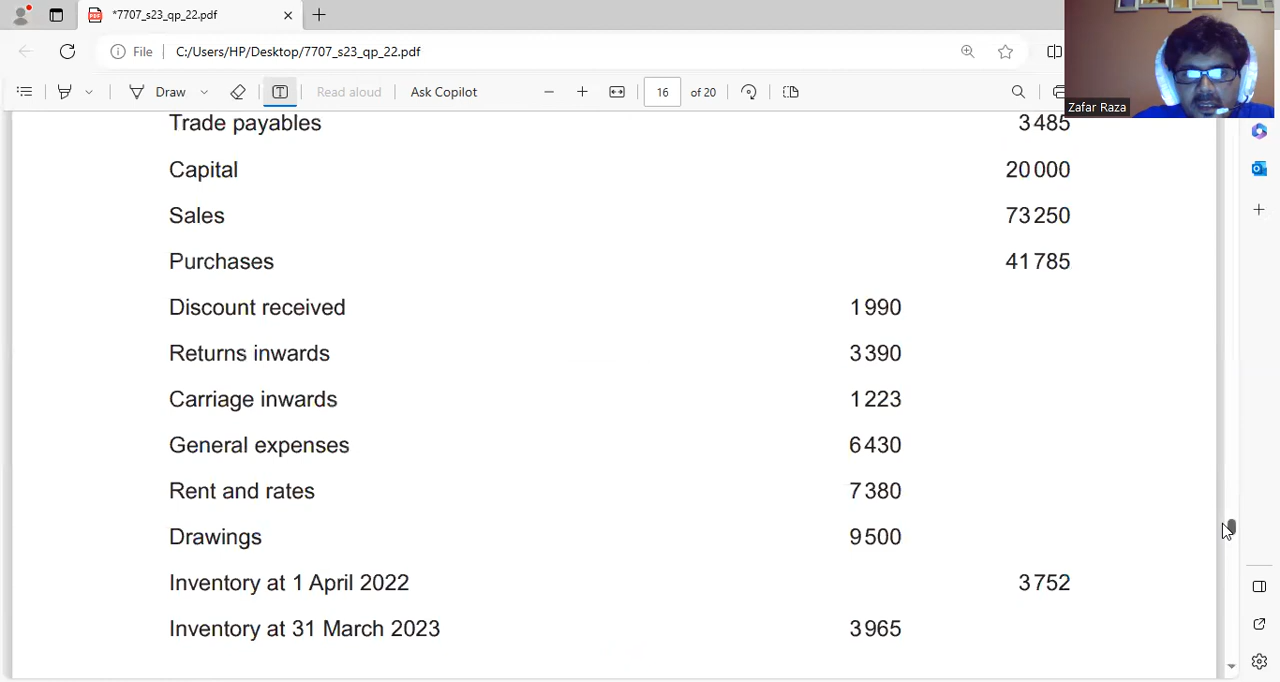 *7707_s23_qp_22.pdf
File C:/Users/HP/Desktop/7707_s23_qp_22.pdf
Draw Read aloud Ask Copilot 16 of 20
Zafar Raza
Trade payables 3 485
Capital 20 000
Sales 73 250
Purchases 41 785
Discount received 1 990
Returns inwards 3 390
Carriage inwards 1 223
General expenses 6 430
Rent and rates 7 380
Drawings 9 500
Inventory at 1 April 2022 3 752
Inventory at 31 March 2023 3 965